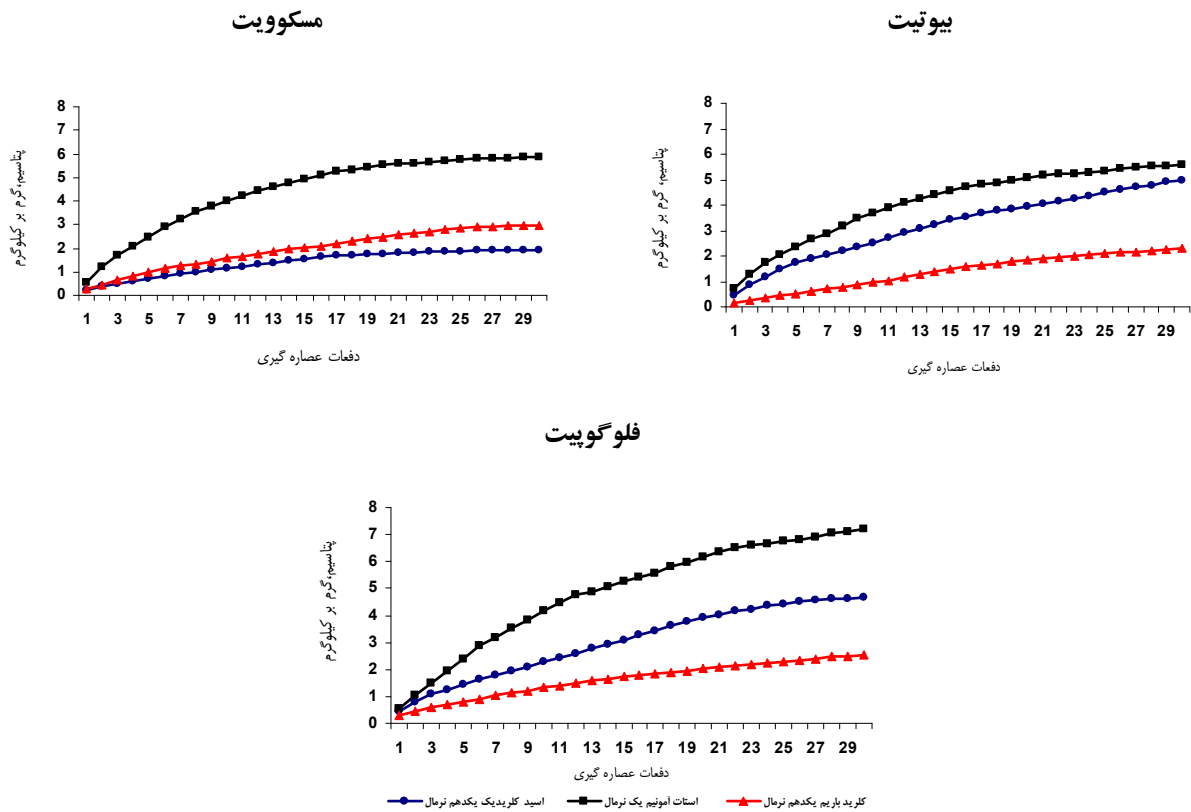 مسکوویت
بیوتیت
8
7
6
5
4
3
2
1
0
پتاسیم، گرم بر کیلوگرم
1 3 5 7 9 11 13 15 17 19 21 23 25 27 29
دفعات عصاره گیری
8
7
6
5
4
3
2
1
0
پتاسیم، گرم بر کیلوگرم
1 3 5 7 9 11 13 15 17 19 21 23 25 27 29
دفعات عصاره گیری
فلوگوپیت
8
7
6
5
4
3
2
1
0
پتاسیم، گرم بر کیلوگرم
1 3 5 7 9 11 13 15 17 19 21 23 25 27 29
دفعات عصاره گیری
اسید کلریدیک یکدهم نرمال
استات آمونیم یک نرمال
کلرید باریم یکدهم نرمال